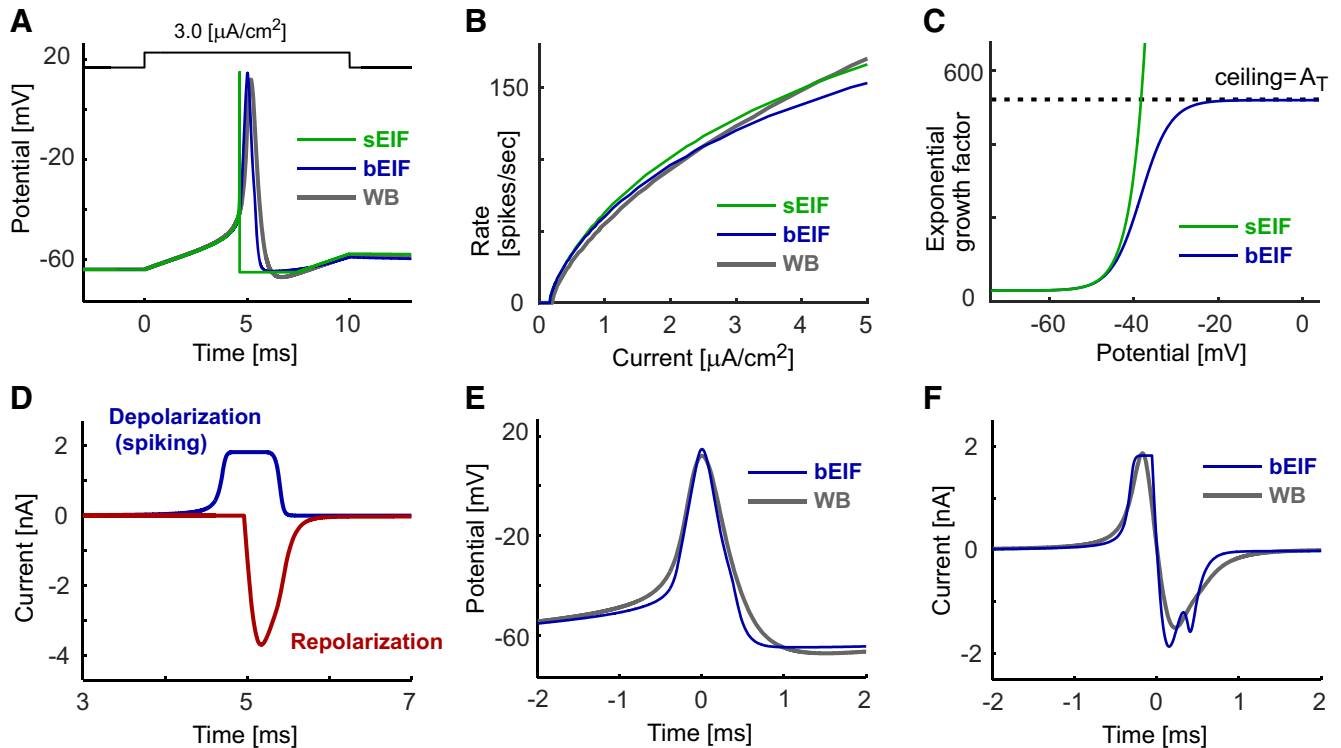 A
3.0 [μA/cm2]
20
-20
-60
Potential [mV]
sEIF
bEIF
WB
0
5
10
Time [ms]
B
150
0
Rate
[spikes/sec]
sEIF
bEIF
WB
0
1
2
3
4
5
Current [μA/cm2]
C
600
400
200
0
Exponential
growth factor
ceiling=AT
sEIF
bEIF
-60
-40
-20
0
Potential [mV]
D
Depolarization
(spiking)
2
0
-2
-4
Current [nA]
Repolarization
3
5
7
Time [ms]
E
20
-20
-60
Potential [mV]
bEIF
WB
-2
-1
0
1
2
Time [ms]
F
2
0
-2
Current [nA]
bEIF
WB
-2
-1
0
1
2
Time [ms]